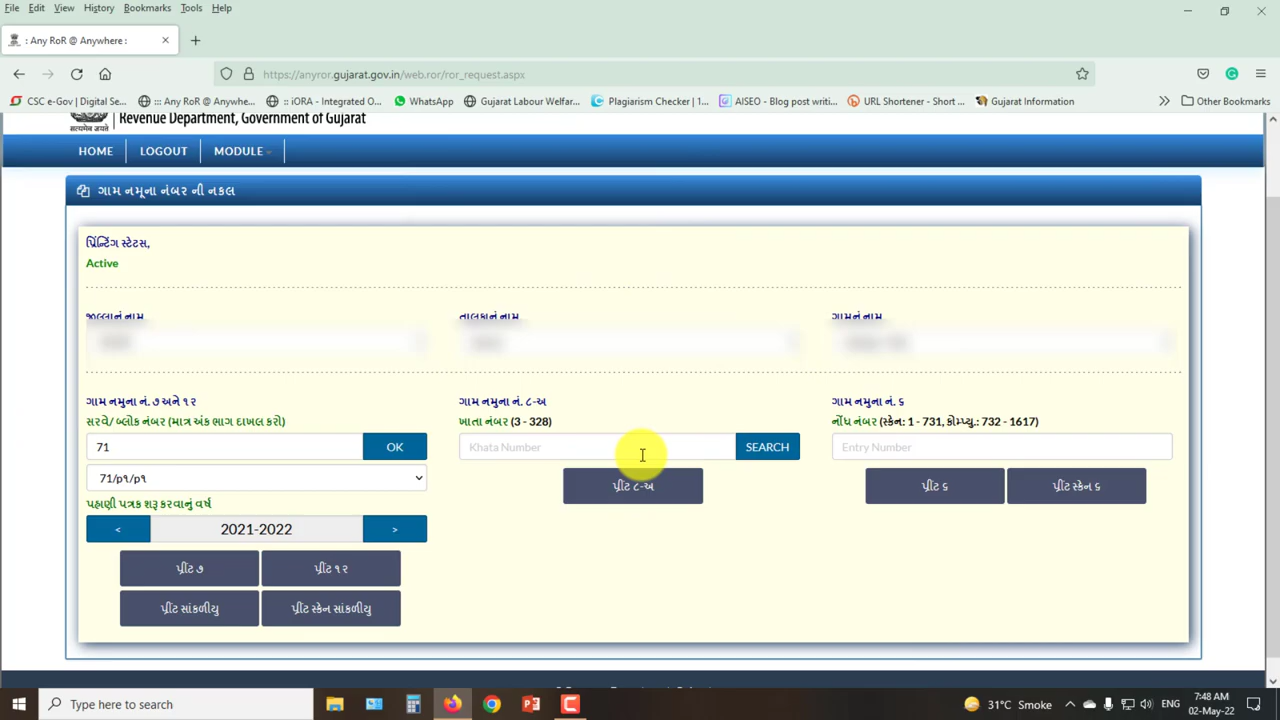 File Edit View History Bookmarks Tools Help
: Any RoR @ Anywhere :
https://anyror.gujarat.gov.in/web.ror/ror_request.aspx
CSC e-Gov | Digital Se... ::: Any RoR @ Anywhe... :: iORA - Integrated O... WhatsApp Gujarat Labour Welfar... Plagiarism Checker | 1... AISEO - Blog post writi... URL Shortener - Short ... Gujarat Information Other Bookmarks
सत्यमेव जयते
Revenue Department, Government of Gujarat
HOME LOGOUT MODULE
ગામ નમૂના નંબર ની નકલ
પ્રિન્ટિંગ સ્ટેટસ,
Active
જીલ્લાનું નામ તાલુકાનું નામ ગામનું નામ
ગામ નમુના નં. ૭ અને ૧૨ ગામ નમુના નં. ૮-અ ગામ નમુના નં. ૬
સરવે/ બ્લોક નંબર (માત્ર અંક ભાગ દાખલ કરો) ખાતા નંબર (3 - 328) નોંધ નંબર (સ્કેન: 1 - 731, કોમ્પ્યુ.: 732 - 1617)
71 OK Khata Number SEARCH Entry Number
71/p૧/p૧ પ્રીંટ ૮-અ પ્રીંટ ૬ પ્રીંટ સ્કેન ૬
પહાણી પત્રક શરૂ કરવાનું વર્ષ
< 2021-2022 >
પ્રીંટ ૭ પ્રીંટ ૧૨
પ્રીંટ સાંકળીયુ પ્રીંટ સ્કેન સાંકળીયુ
Type here to search 31°C Smoke ENG 7:48 AM
02-May-22